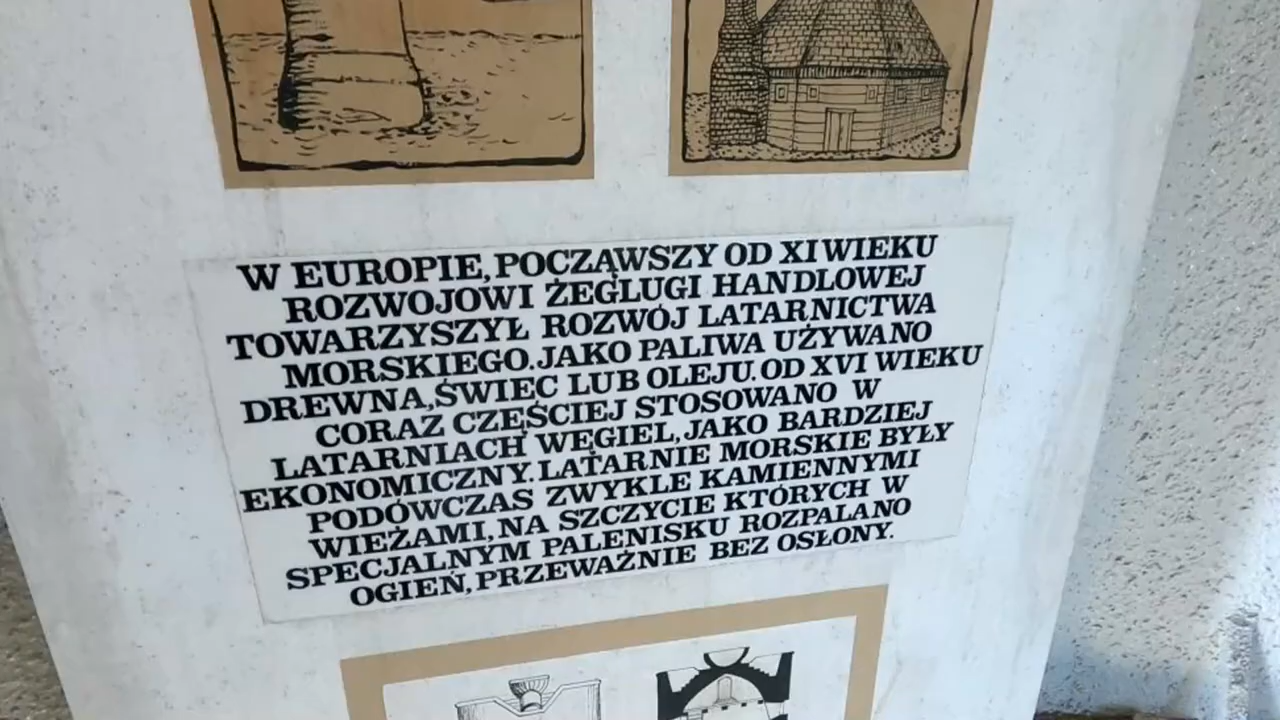 W EUROPIE, POCZĄWSZY OD XI WIEKU
ROZWOJOWI ŻEGLUGI HANDLOWEJ
TOWARZYSZYŁ ROZWÓJ LATARNICTWA
MORSKIEGO. JAKO PALIWA UŻYWANO
DREWNA, ŚWIEC LUB OLEJU. OD XVI WIEKU
CORAZ CZĘŚCIEJ STOSOWANO W
LATARNIACH WĘGIEL, JAKO BARDZIEJ
EKONOMICZNY. LATARNIE MORSKIE BYŁY
PODÓWCZAS ZWYKLE KAMIENNYMI
WIEŻAMI, NA SZCZYCIE KTÓRYCH W
SPECJALNYM PALENISKU ROZPALANO
OGIEŃ, PRZEWAŻNIE BEZ OSŁONY.